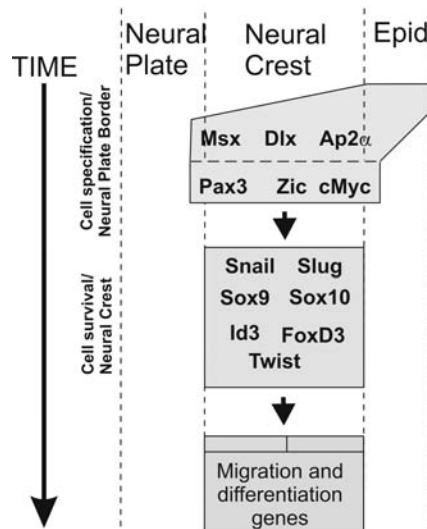 Neural
Plate
Neural
Crest
Epid
TIME
Cell specification/
Neural Plate Border
Msx Dlx Ap2α
Pax3 Zic cMyc
Cell survival/
Neural Crest
Snail Slug
Sox9 Sox10
Id3 FoxD3
Twist
Migration and
differentiation
genes